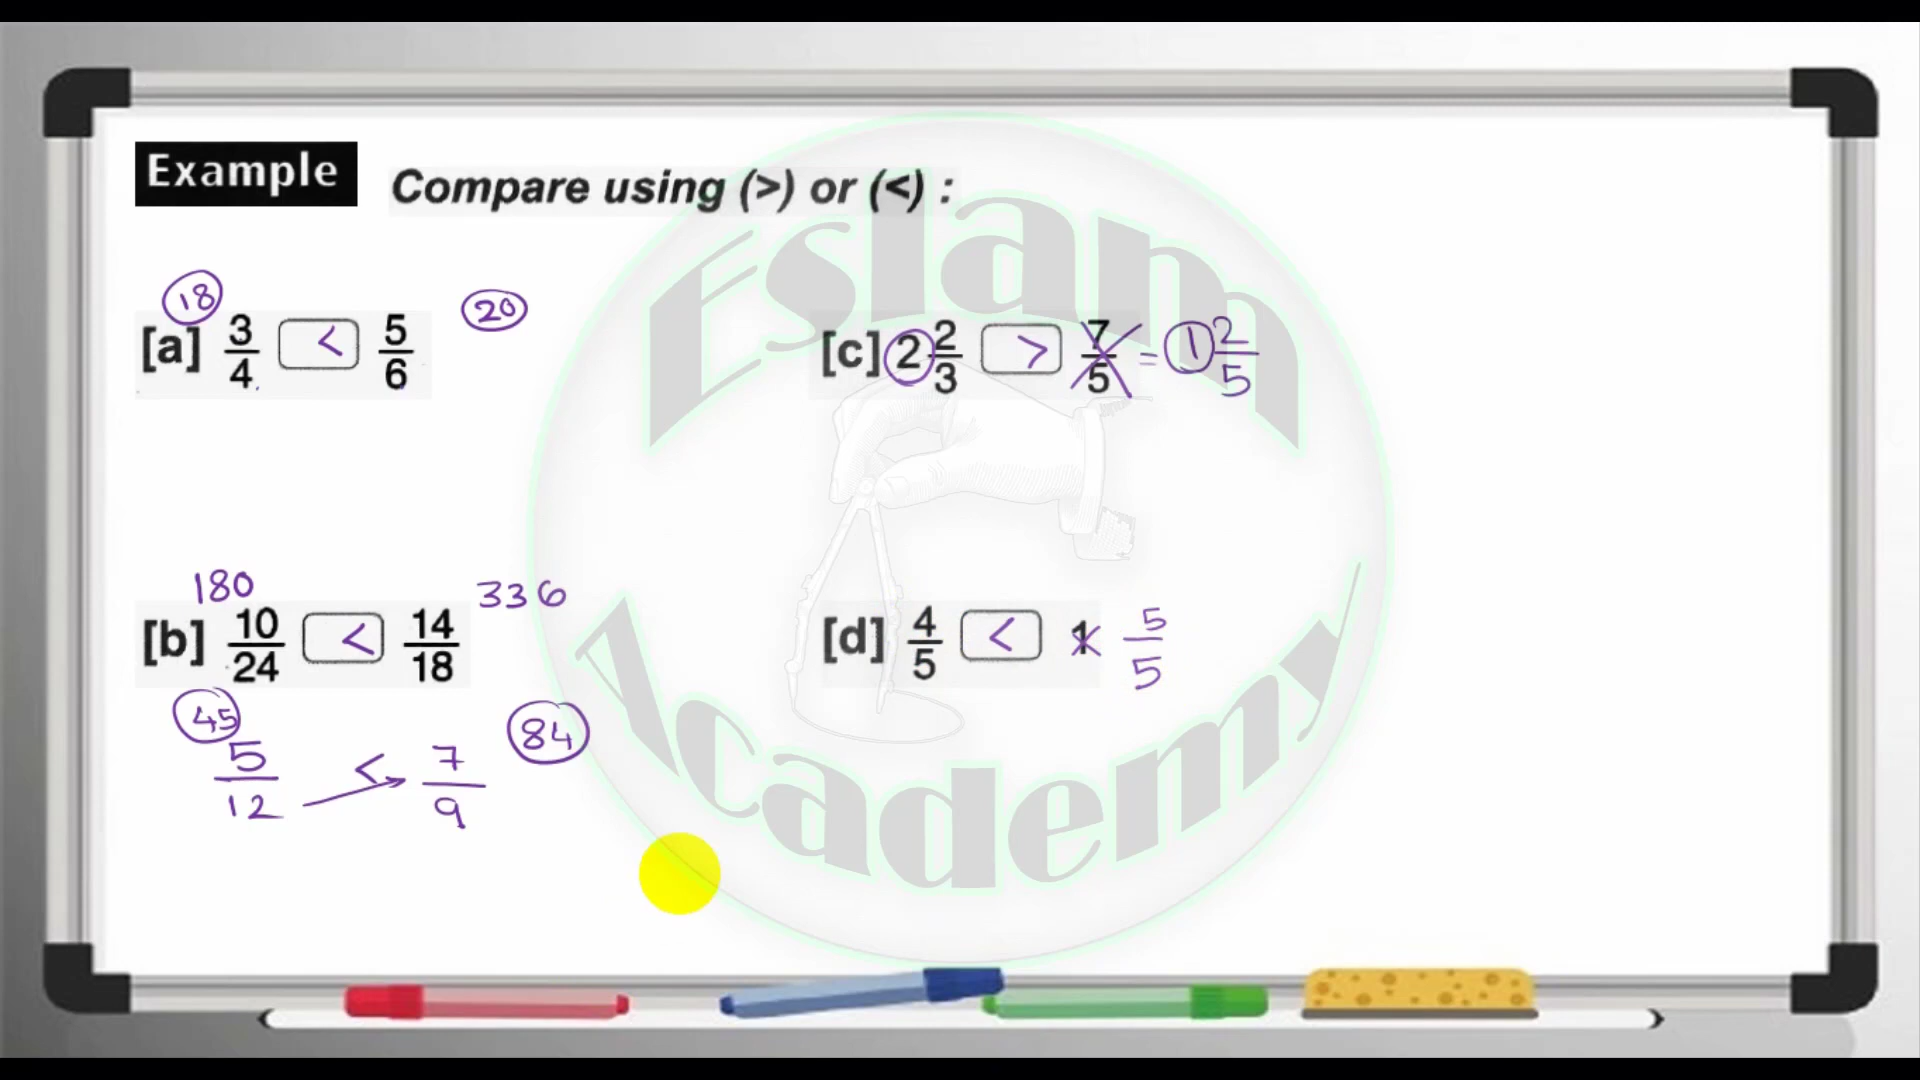 Example Compare using (>) or (<) :
18 20
[a] 3/4 < 5/6
[c] 2 2/3 > 7/5 = 1 2/5
180 336
[b] 10/24 < 14/18
[d] 4/5 < 1 5/5
45 84
5/12 < 7/9
Eslam
Academy